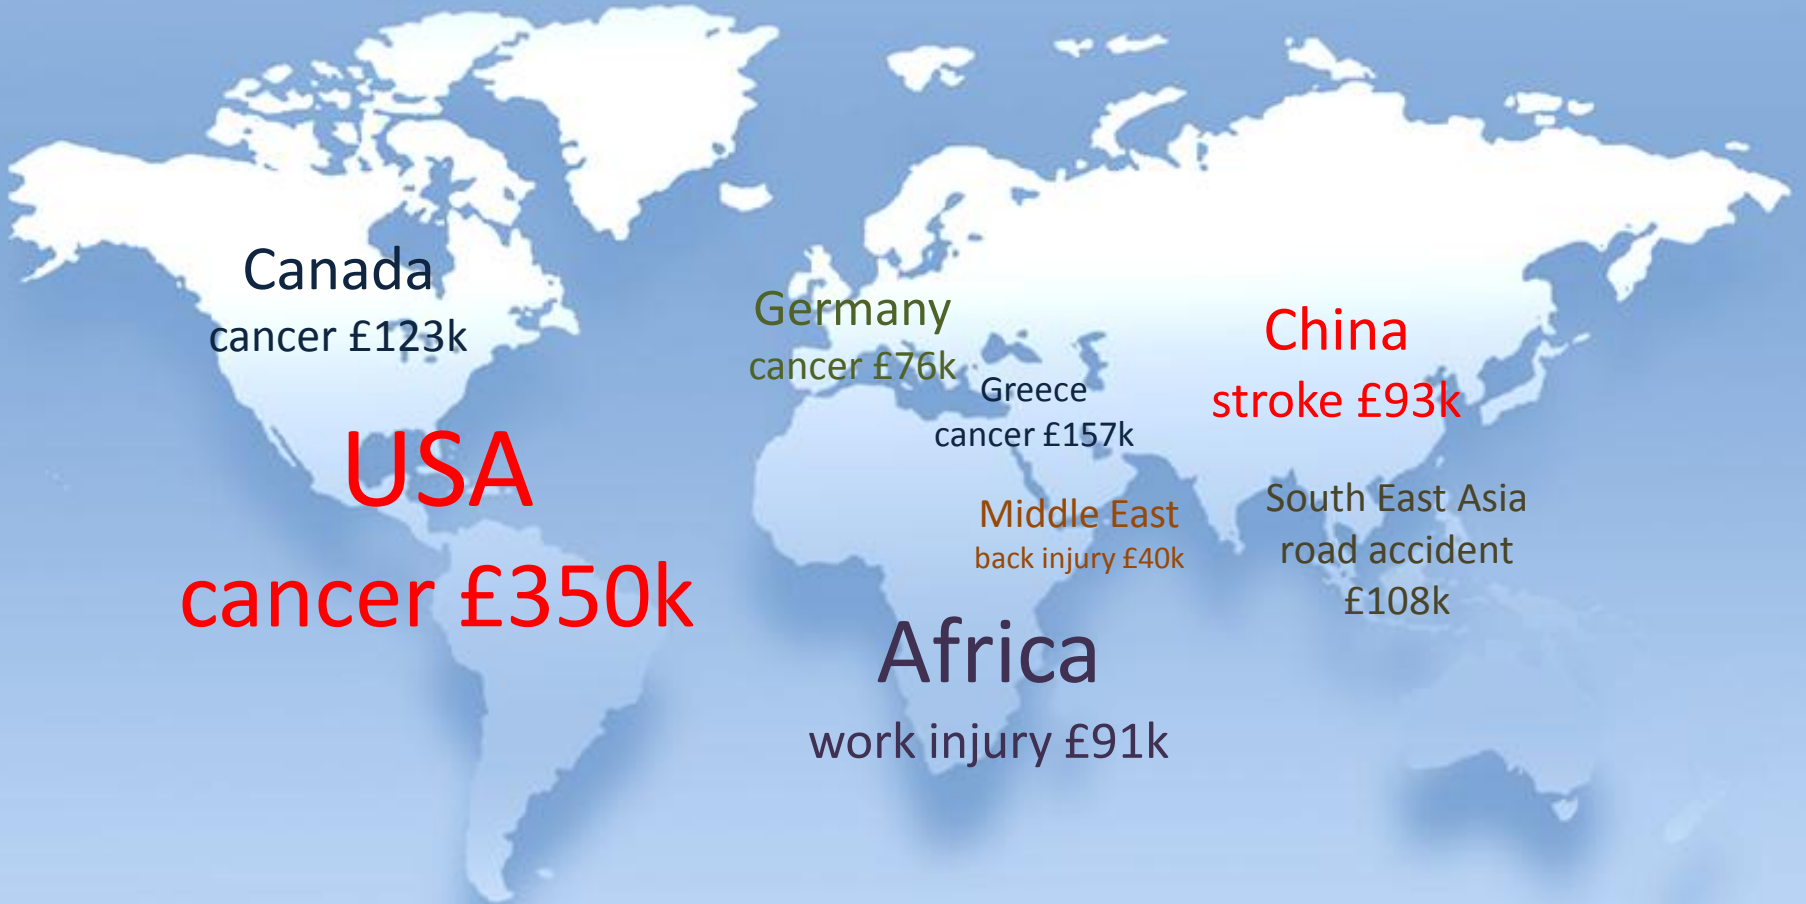 Canada
cancer £123k
USA
cancer £350k
Germany
cancer £76k
Greece
cancer £157k
China
stroke £93k
Middle East
back injury £40k
South East Asia
road accident
£108k
Africa
work injury £91k